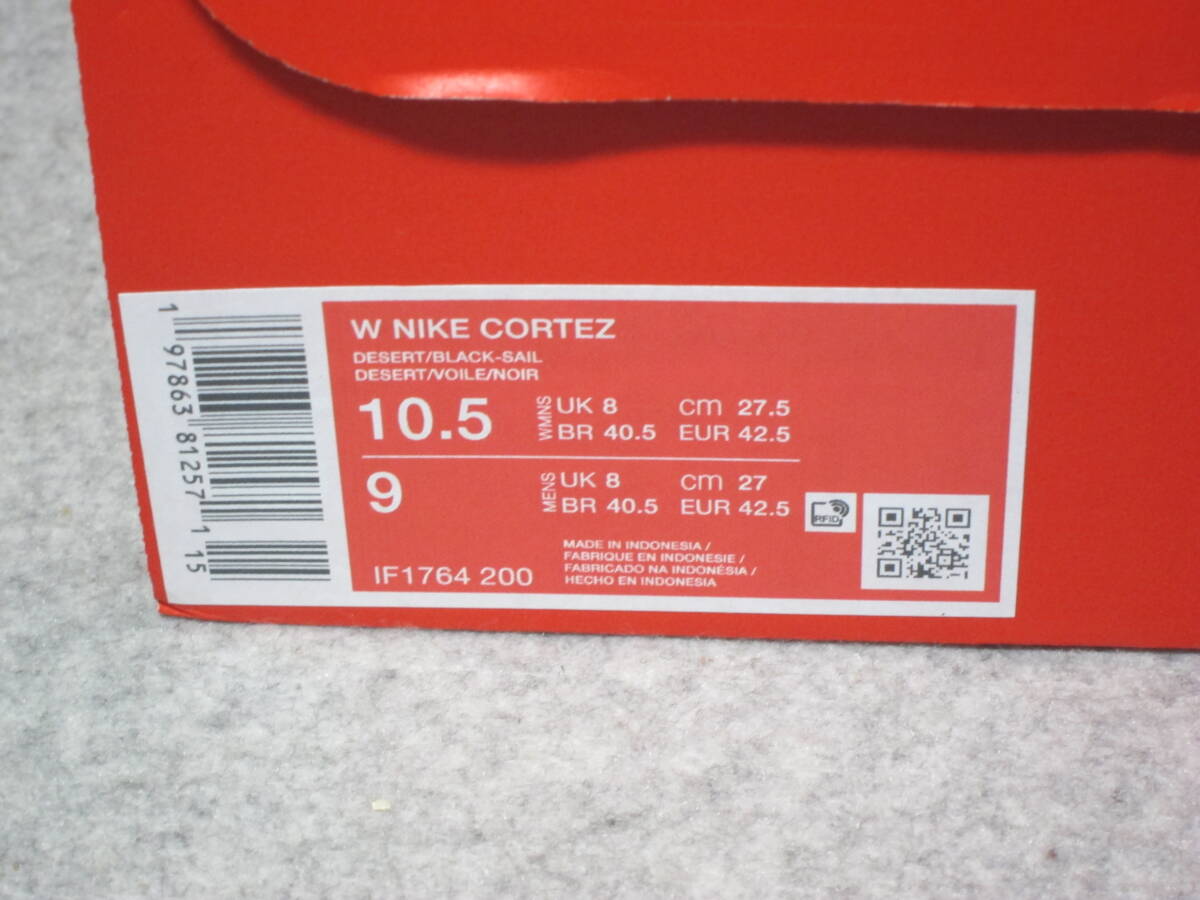 W NIKE CORTEZ
DESERT/BLACK-SAIL
DESERT/VOILE/NOIR
10.5 WMNS UK 8 cm 27.5
BR 40.5 EUR 42.5
9 MENS UK 8 cm 27
BR 40.5 EUR 42.5
RFID
MADE IN INDONESIA /
FABRIQUE EN INDONESIE /
FABRICADO NA INDONÉSIA /
HECHO EN INDONESIA
IF1764 200
1 97863 81257 1 15